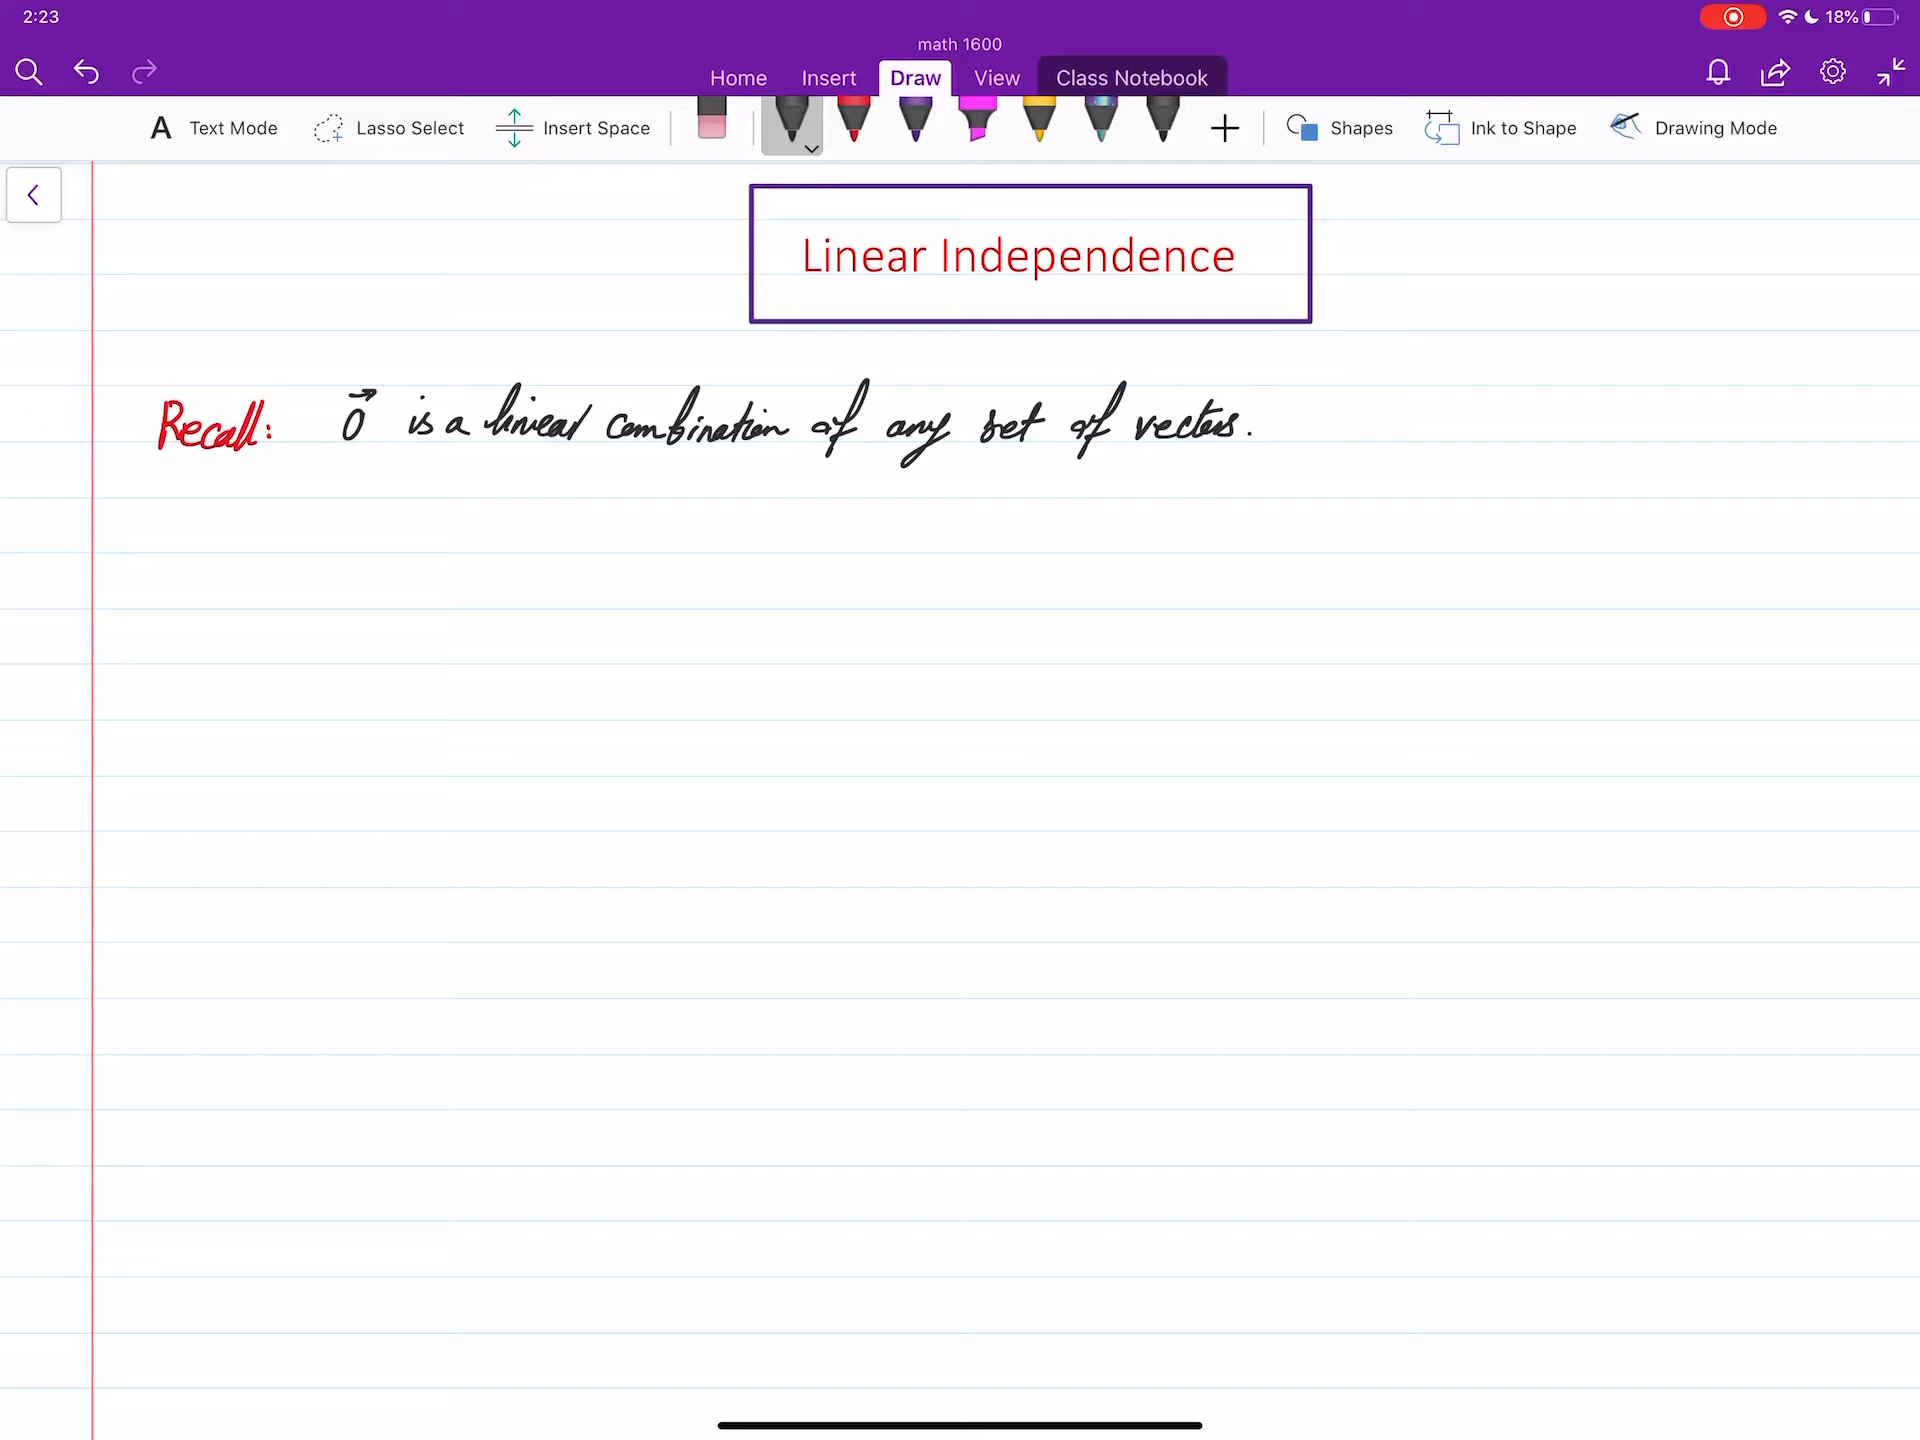 2:23
18%
math 1600
Home Insert Draw View Class Notebook
A Text Mode Lasso Select Insert Space Shapes Ink to Shape Drawing Mode
Linear Independence
Recall: 0⃗ is a linear combination of any set of vectors.